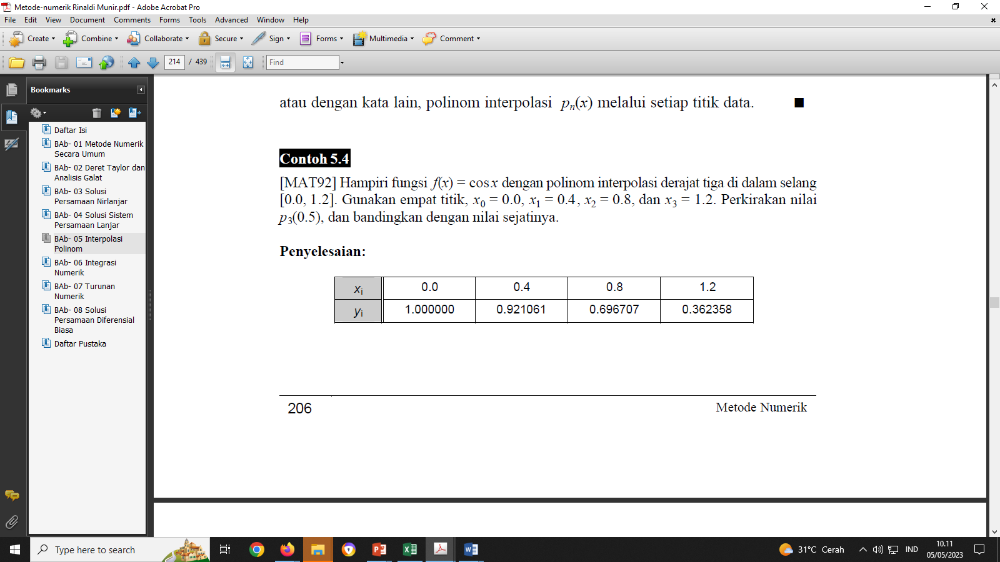 Metode-numerik Rinaldi Munir.pdf - Adobe Acrobat Pro
File Edit View Document Comments Forms Tools Advanced Window Help
Create Combine Collaborate Secure Sign Forms Multimedia Comment
214 / 439 Find
Bookmarks
Daftar Isi
BAb- 01 Metode Numerik
Secara Umum
BAb- 02 Deret Taylor dan
Analisis Galat
BAb- 03 Solusi
Persamaan Nirlanjar
BAb- 04 Solusi Sistem
Persamaan Lanjar
BAb- 05 Interpolasi
Polinom
BAb- 06 Integrasi
Numerik
BAb- 07 Turunan
Numerik
BAb- 08 Solusi
Persamaan Diferensial
Biasa
Daftar Pustaka
atau dengan kata lain, polinom interpolasi pₙ(x) melalui setiap titik data. ■
Contoh 5.4
[MAT92] Hampiri fungsi f(x) = cos x dengan polinom interpolasi derajat tiga di dalam selang
[0.0, 1.2]. Gunakan empat titik, x₀ = 0.0, x₁ = 0.4, x₂ = 0.8, dan x₃ = 1.2. Perkirakan nilai
p₃(0.5), dan bandingkan dengan nilai sejatinya.
Penyelesaian:
xᵢ 0.0 0.4 0.8 1.2
yᵢ 1.000000 0.921061 0.696707 0.362358
206 Metode Numerik
Type here to search
31°C Cerah IND 10.11
05/05/2023